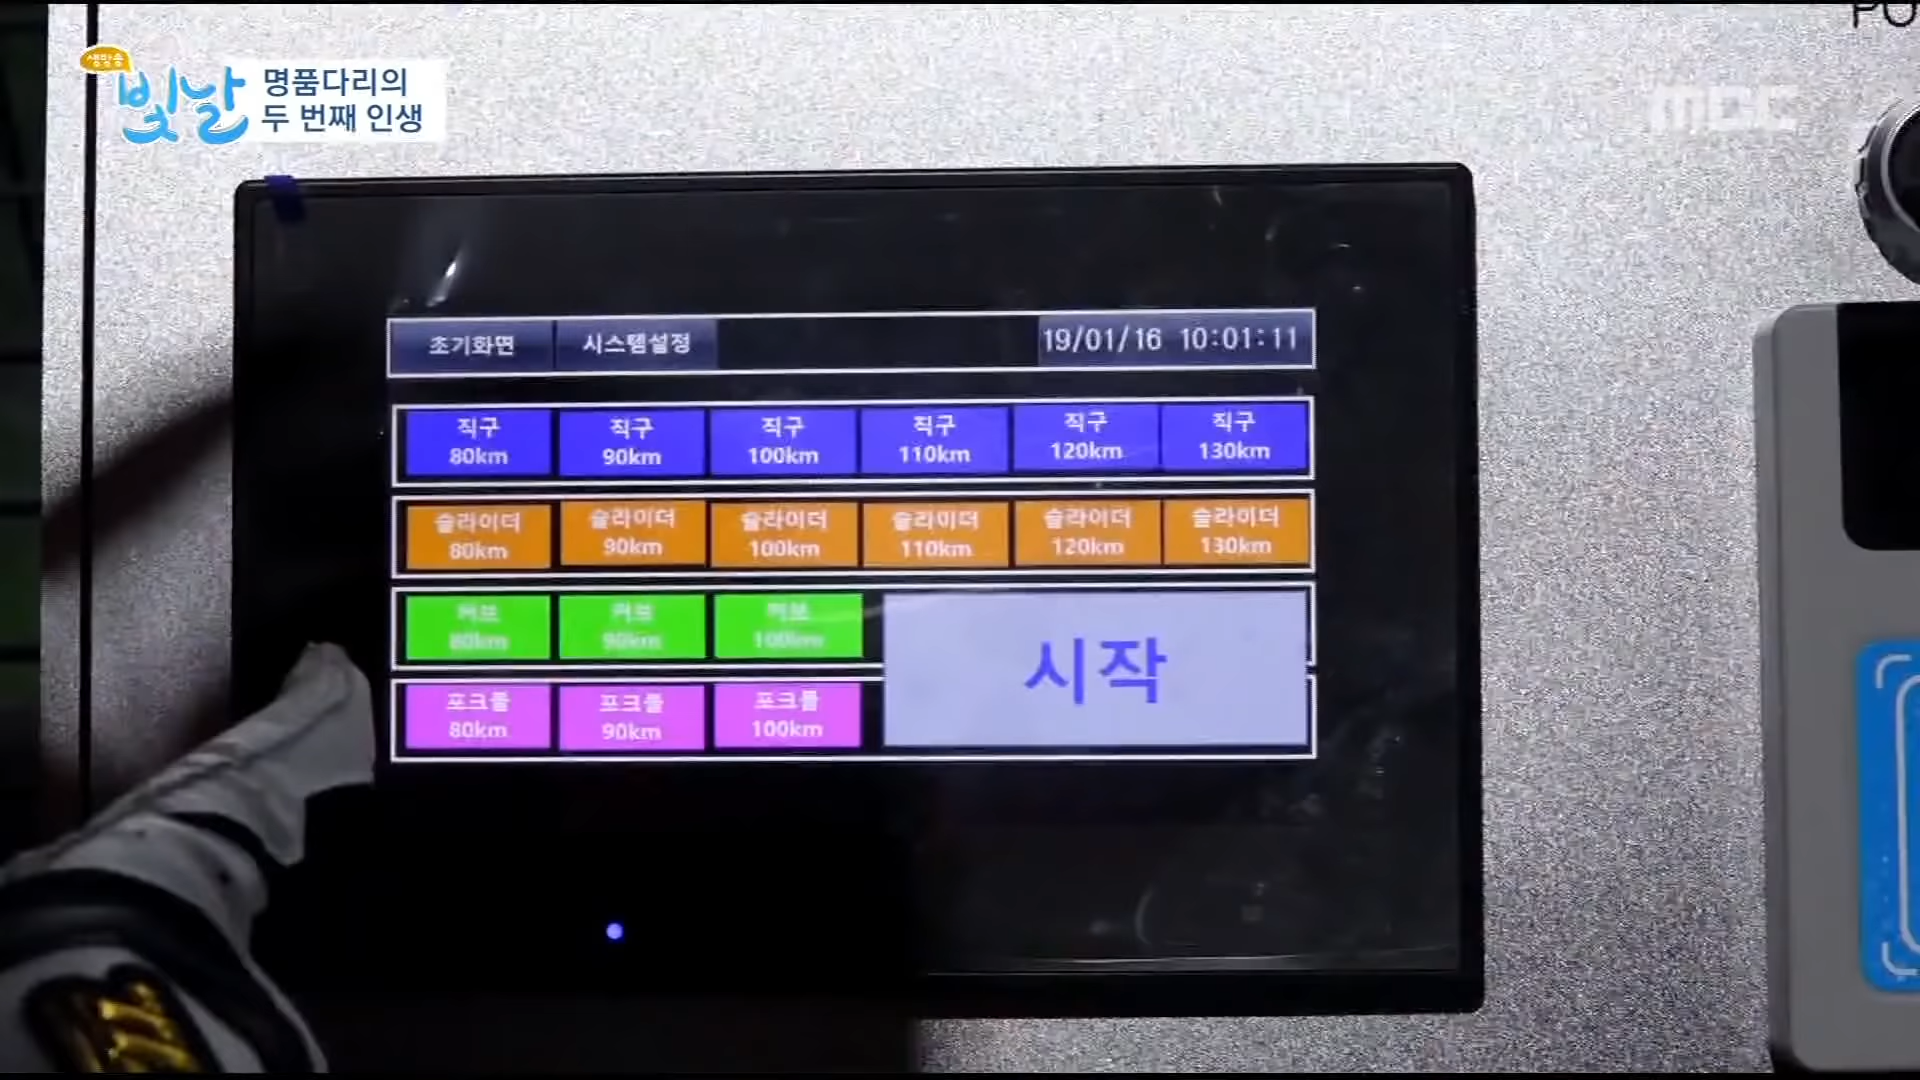 생방송
빛날
명품다리의
두 번째 인생
MBC
초기화면 시스템설정 19/01/16 10:01:11
직구 직구 직구 직구 직구 직구
80km 90km 100km 110km 120km 130km
슬라이더 슬라이더 슬라이더 슬라이더 슬라이더 슬라이더
80km 90km 100km 110km 120km 130km
커브 커브 커브
80km 90km 100km
시작
포크볼 포크볼 포크볼
80km 90km 100km